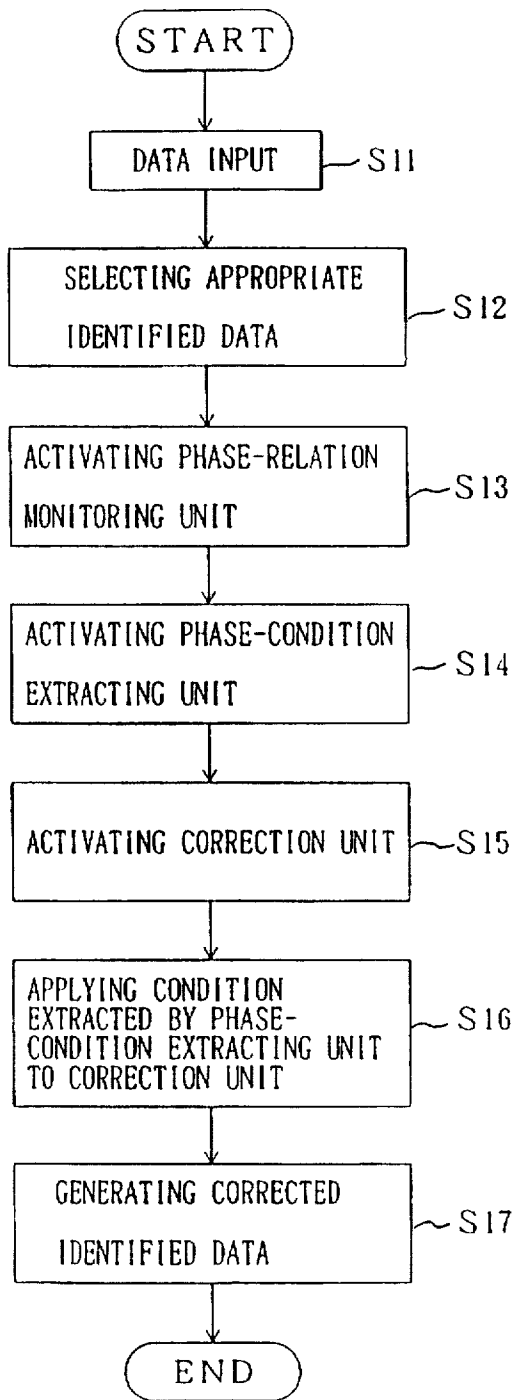 START
DATA INPUT
S11
SELECTING APPROPRIATE
IDENTIFIED DATA
S12
ACTIVATING PHASE-RELATION
MONITORING UNIT
S13
ACTIVATING PHASE-CONDITION
EXTRACTING UNIT
S14
ACTIVATING CORRECTION UNIT
S15
APPLYING CONDITION
EXTRACTED BY PHASE-
CONDITION EXTRACTING UNIT
TO CORRECTION UNIT
S16
GENERATING CORRECTED
IDENTIFIED DATA
S17
END